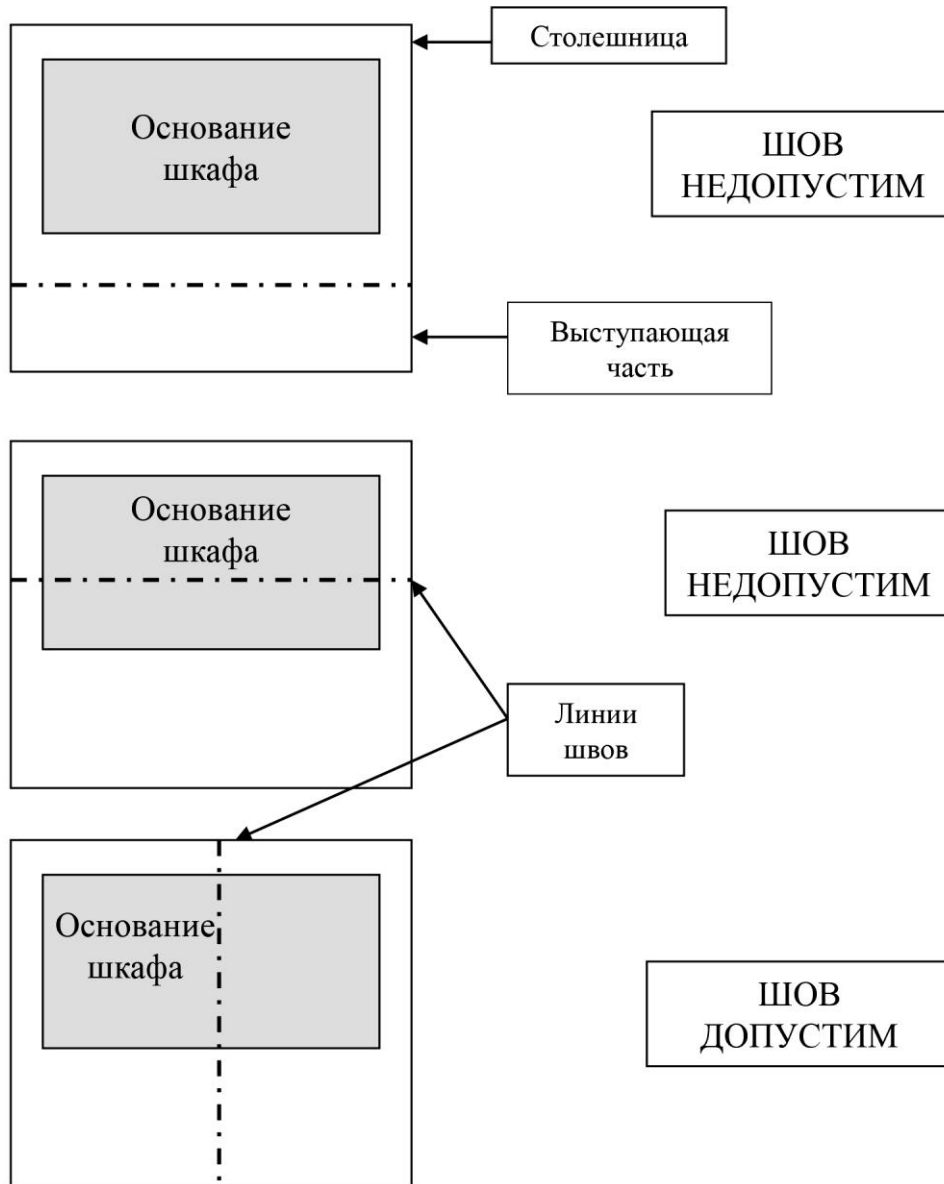 Столешница
Основание
шкафа
ШОВ
НЕДОПУСТИМ
Выступающая
часть
Основание
шкафа
ШОВ
НЕДОПУСТИМ
Линии
швов
Основание
шкафа
ШОВ
ДОПУСТИМ